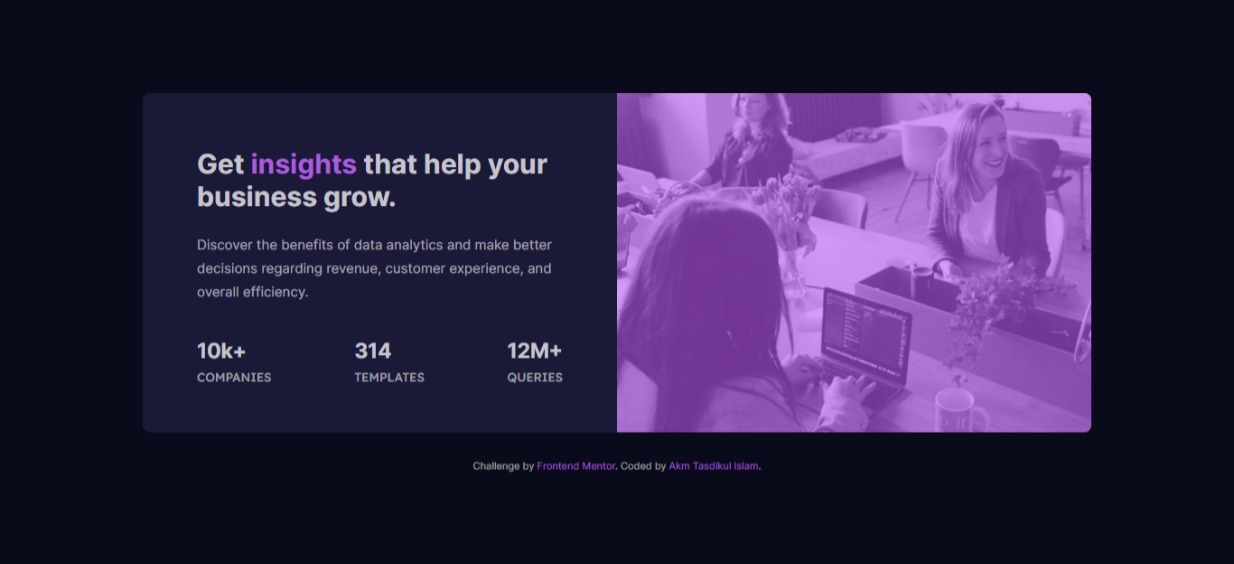 Get insights that help your
business grow.
Discover the benefits of data analytics and make better
decisions regarding revenue, customer experience, and
overall efficiency.
10k+ 314 12M+
COMPANIES TEMPLATES QUERIES
Challenge by Frontend Mentor. Coded by Akm Tasdikul Islam.